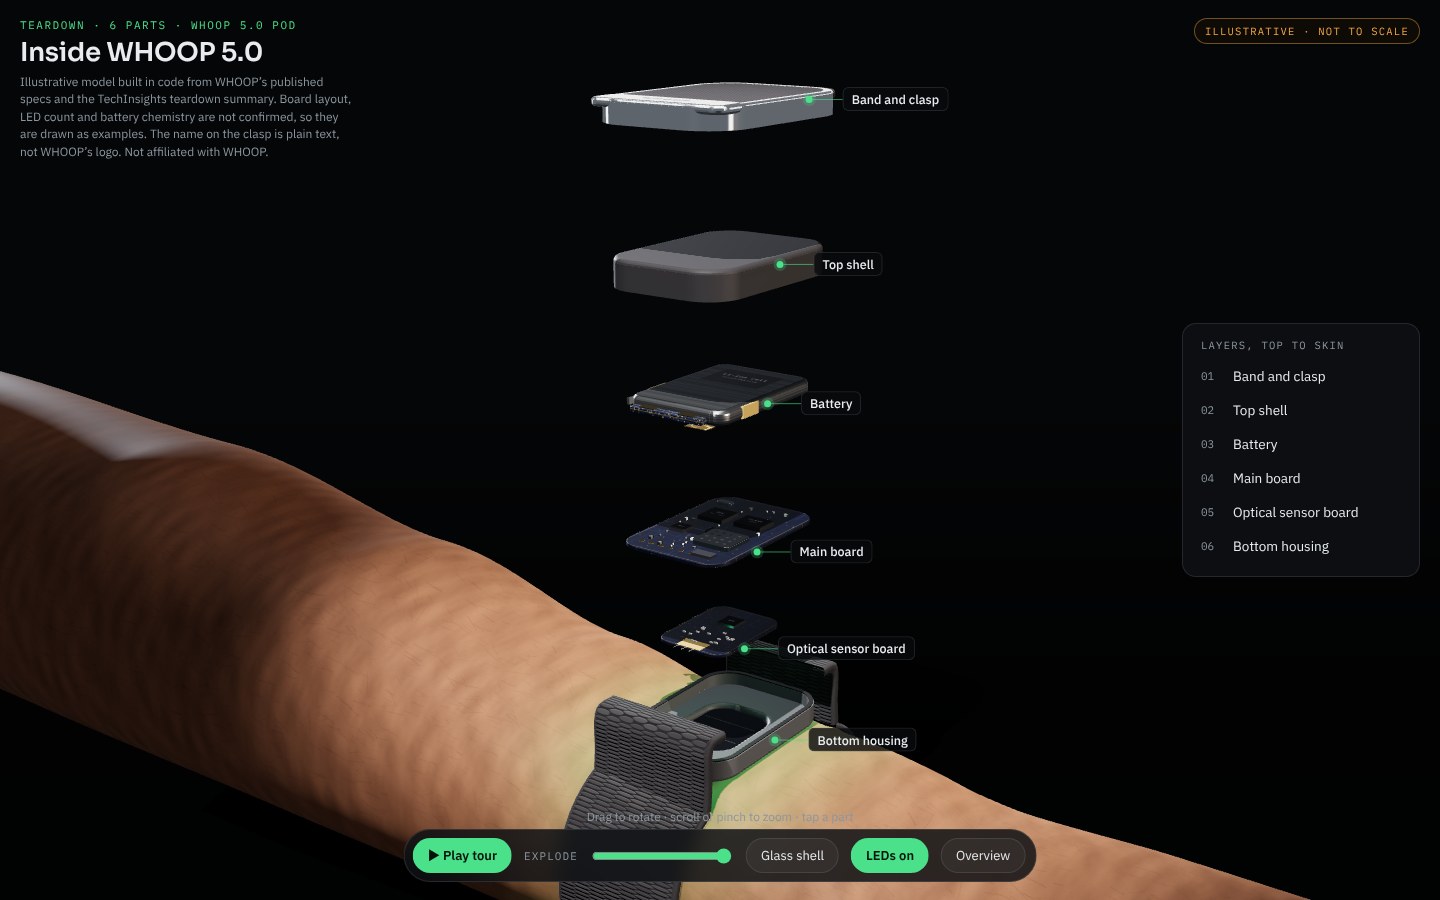 TEARDOWN · 6 PARTS · WHOOP 5.0 POD
Inside WHOOP 5.0
Illustrative model built in code from WHOOP’s published
specs and the TechInsights teardown summary. Board layout,
LED count and battery chemistry are not confirmed, so they
are drawn as examples. The name on the clasp is plain text,
not WHOOP’s logo. Not affiliated with WHOOP.
ILLUSTRATIVE · NOT TO SCALE
Band and clasp
Top shell
Battery
Main board
Optical sensor board
Bottom housing
LAYERS, TOP TO SKIN
01 Band and clasp
02 Top shell
03 Battery
04 Main board
05 Optical sensor board
06 Bottom housing
Drag to rotate · scroll or pinch to zoom · tap a part
▶ Play tour
EXPLODE
Glass shell
LEDs on
Overview